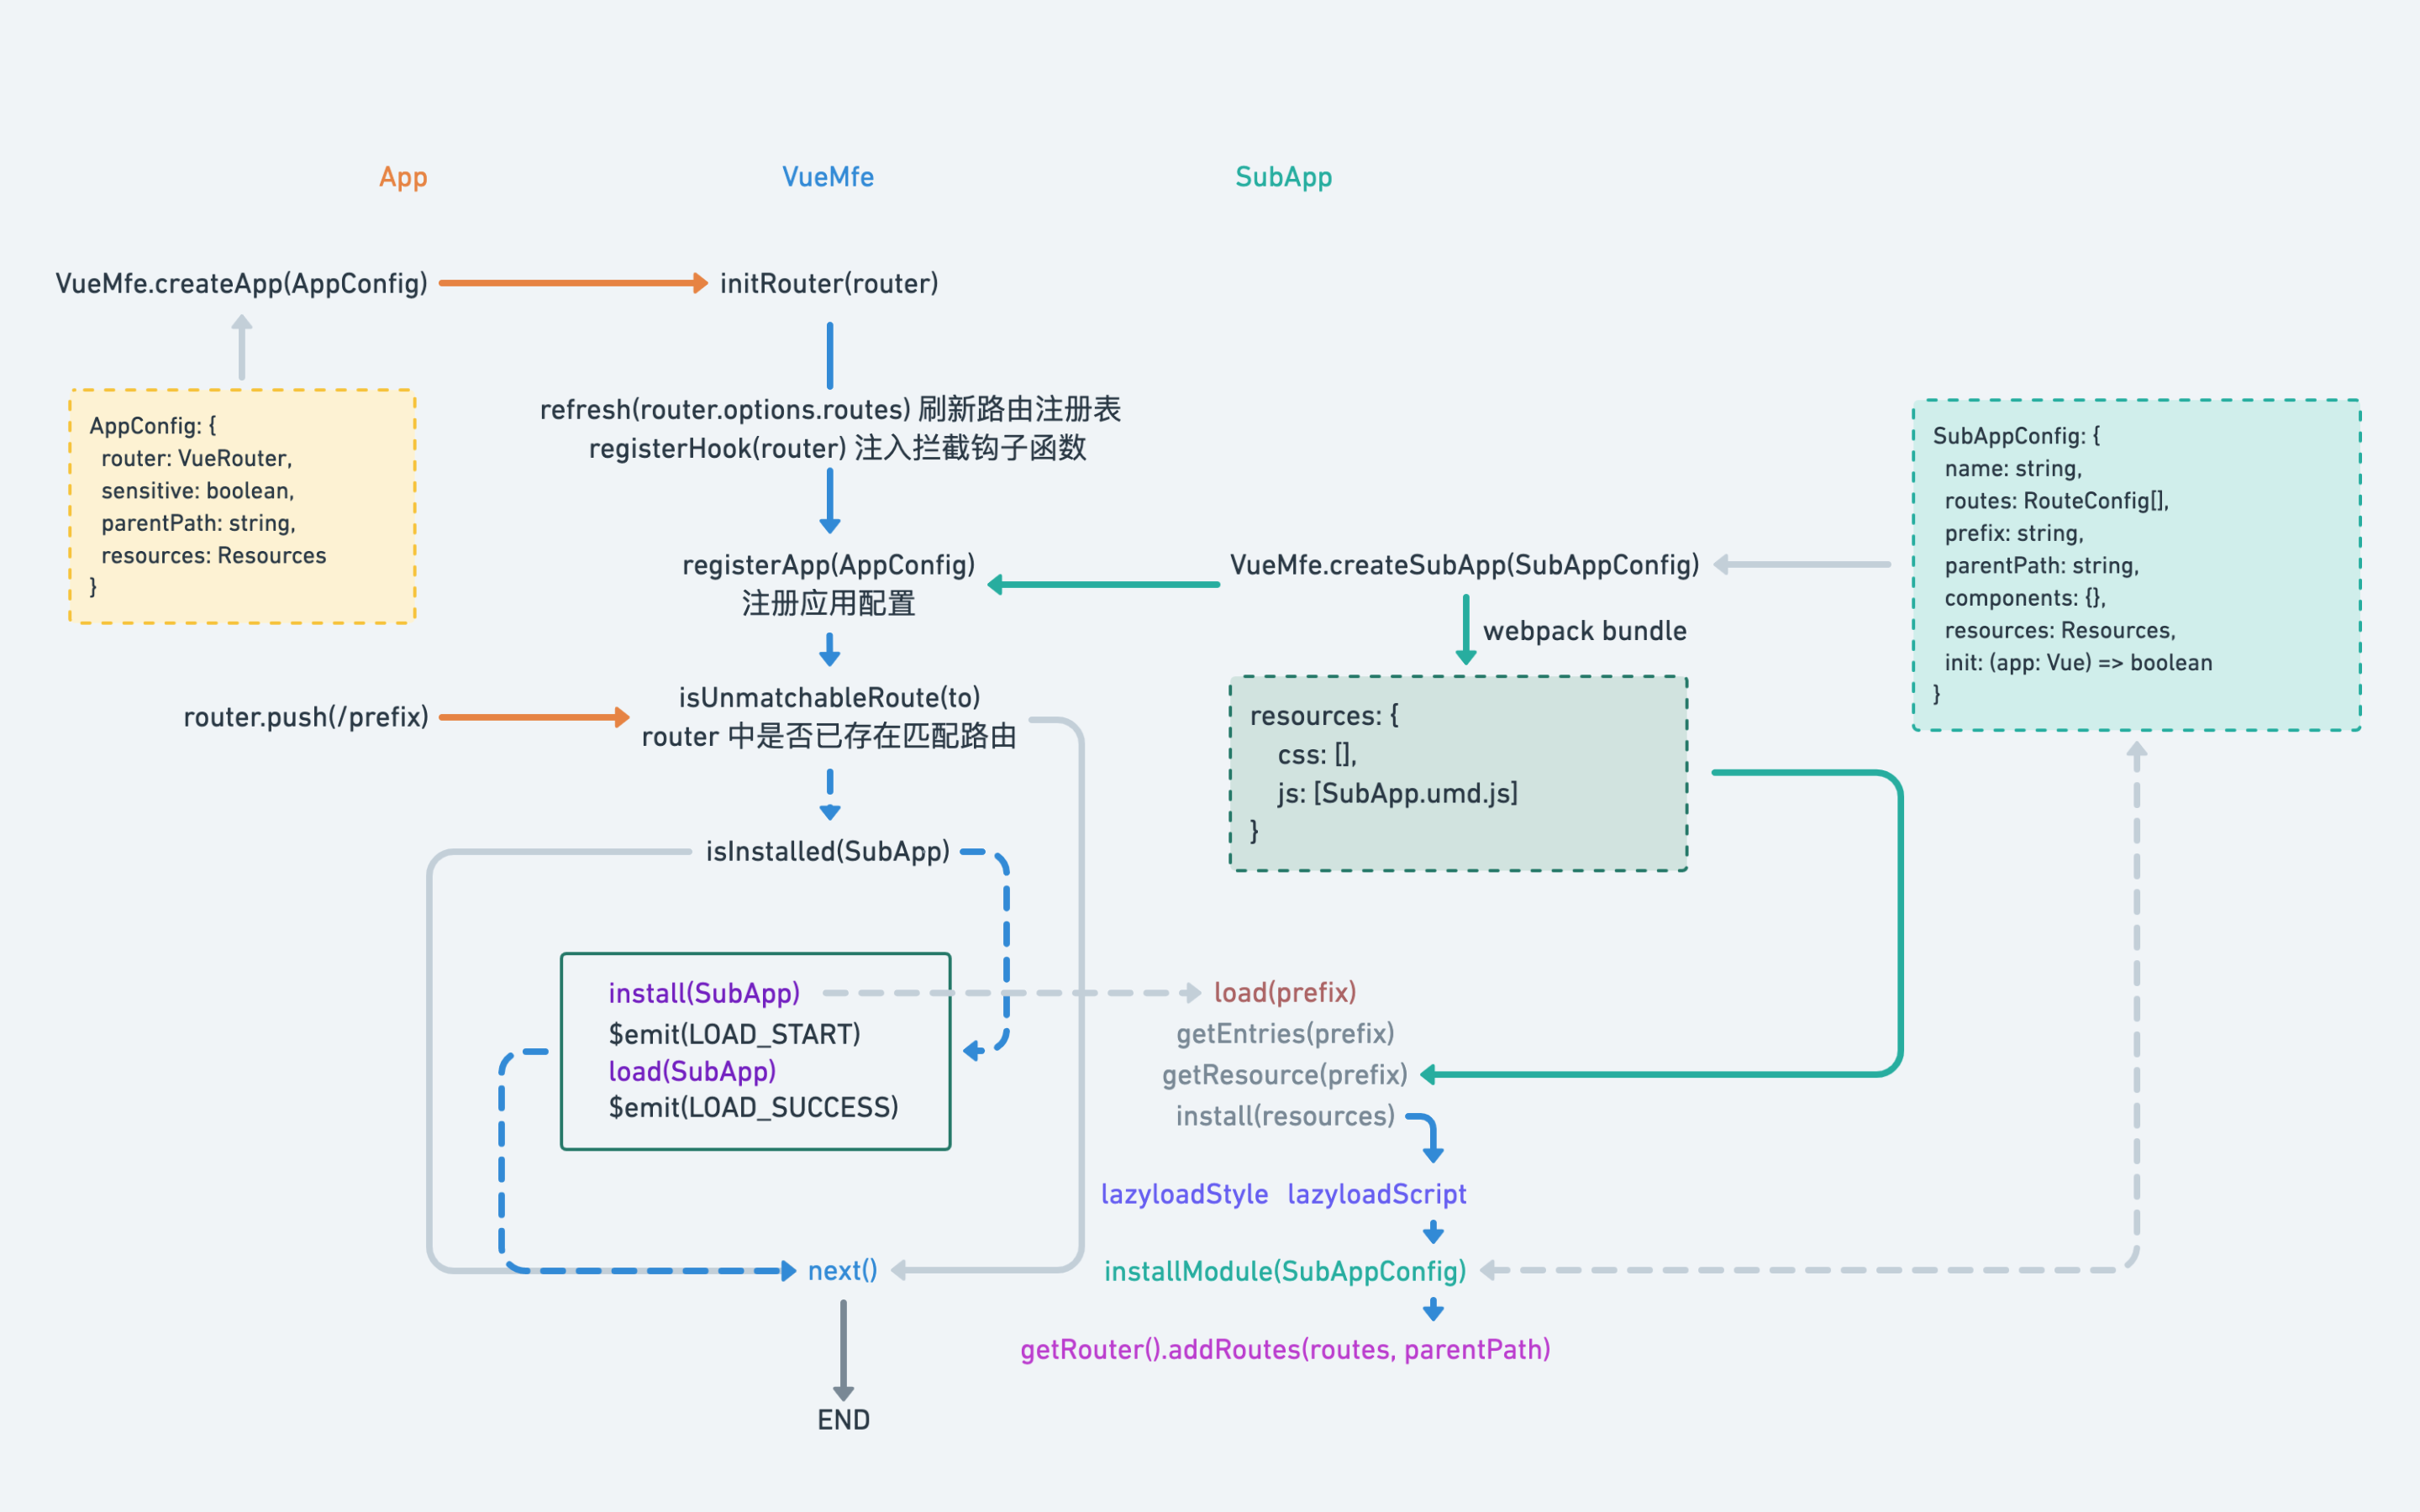 App
VueMfe
SubApp
VueMfe.createApp(AppConfig)
initRouter(router)
AppConfig: {
router: VueRouter,
sensitive: boolean,
parentPath: string,
resources: Resources
}
refresh(router.options.routes) 刷新路由注册表
registerHook(router) 注入拦截钩子函数
registerApp(AppConfig)
注册应用配置
VueMfe.createSubApp(SubAppConfig)
webpack bundle
SubAppConfig: {
name: string,
routes: RouteConfig[],
prefix: string,
parentPath: string,
components: {},
resources: Resources,
init: (app: Vue) => boolean
}
router.push(/prefix)
isUnmatchableRoute(to)
router 中是否已存在匹配路由
resources: {
css: [],
js: [SubApp.umd.js]
}
isInstalled(SubApp)
install(SubApp)
$emit(LOAD_START)
load(SubApp)
$emit(LOAD_SUCCESS)
load(prefix)
getEntries(prefix)
getResource(prefix)
install(resources)
lazyloadStyle lazyloadScript
next()
installModule(SubAppConfig)
getRouter().addRoutes(routes, parentPath)
END